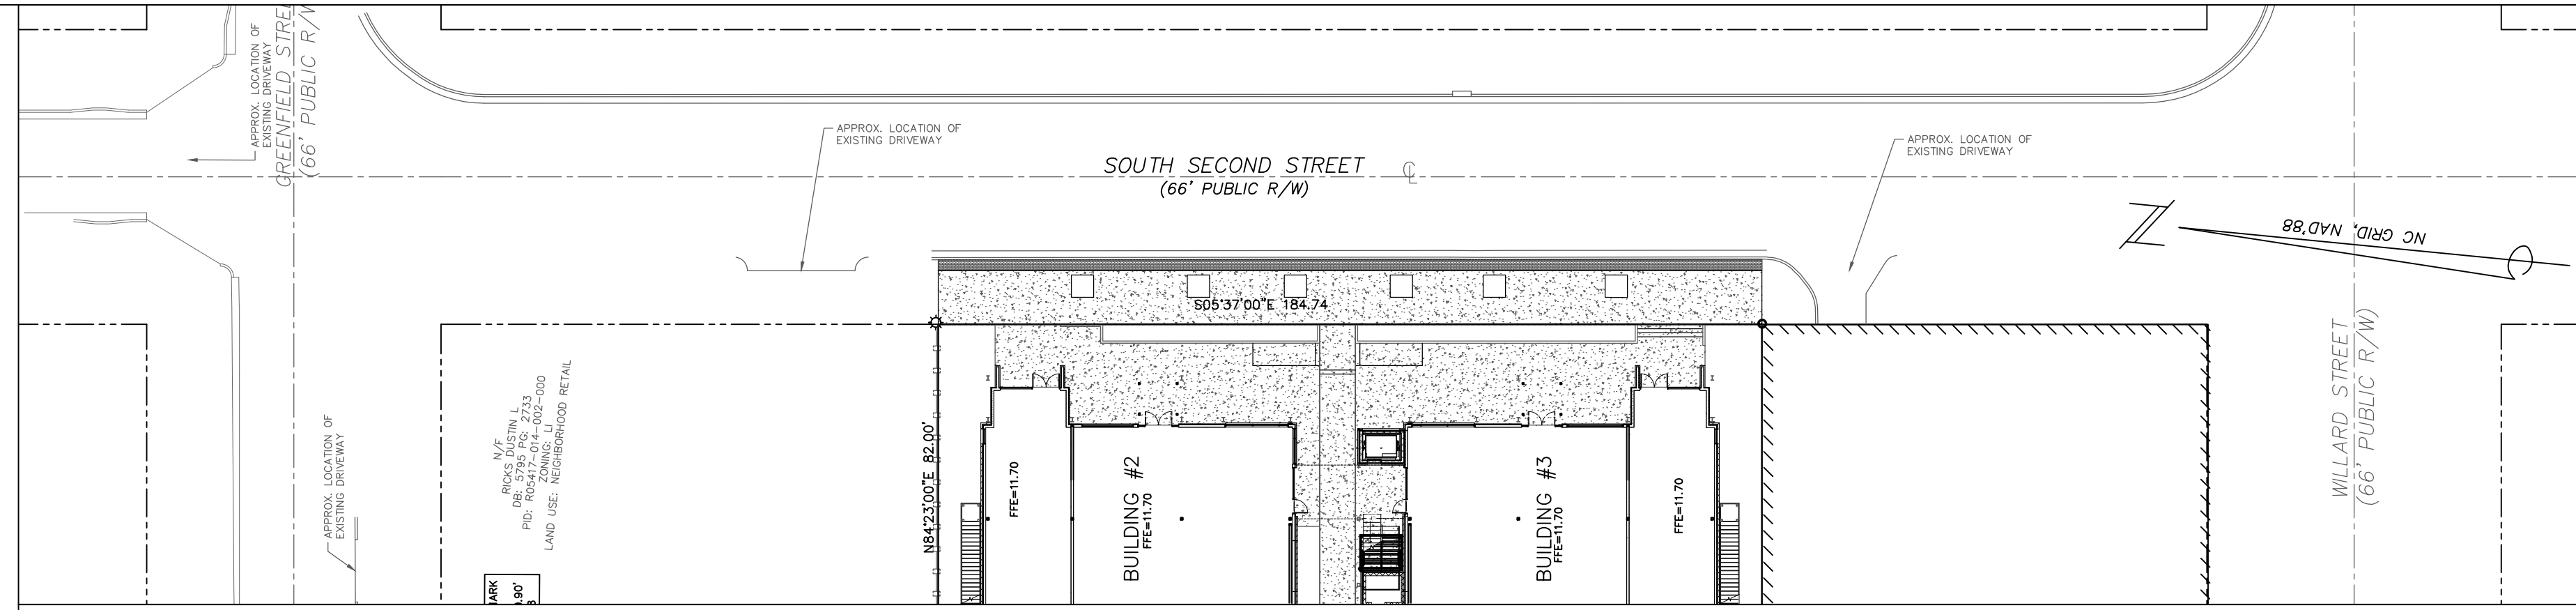 APPROX. LOCATION OF
EXISTING DRIVEWAY
GREENFIELD STREE
(66' PUBLIC R/W
APPROX. LOCATION OF
EXISTING DRIVEWAY
SOUTH SECOND STREET
(66' PUBLIC R/W)
APPROX. LOCATION OF
EXISTING DRIVEWAY
NC GRID, NAD'88
S05°37'00"E 184.74
N/F
RICKS DUSTIN L
DB: 5795 PG: 2733
PID: R05417-014-002-000
ZONING: LI
LAND USE: NEIGHBORHOOD RETAIL
APPROX. LOCATION OF
EXISTING DRIVEWAY
N84°23'00"E 82.00'
FFE=11.70
BUILDING #2
FFE=11.70
BUILDING #3
FFE=11.70
FFE=11.70
WILLARD STREET
(66' PUBLIC R/W)
MARK
.90'